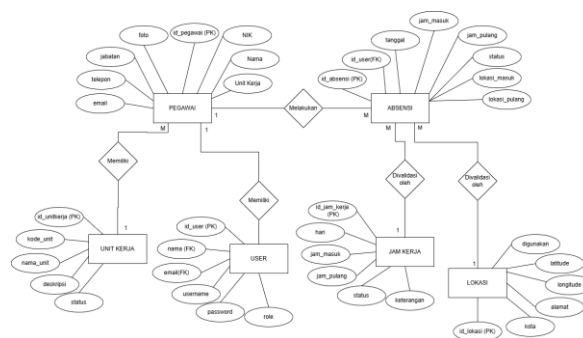 foto
id_pegawai (PK)
NIK
jabatan
Nama
telepon
Unit Kerja
email
PEGAWAI
M
1
1
Melakukan
M
jam_masuk
tanggal
jam_pulang
id_user(FK)
status
id_absensi (PK)
lokasi_masuk
ABSENSI
lokasi_pulang
M
M
Memiliki
Memiliki
Divalidasi
oleh
Divalidasi
oleh
id_unitkerja (PK)
kode_unit
1
UNIT KERJA
nama_unit
deskripsi
status
id_user (PK)
1
nama (FK)
USER
email(FK)
username
password
role
id_jam_kerja
(PK)
1
hari
JAM KERJA
jam_masuk
jam_pulang
status
keterangan
digunakan
latitude
1
longitude
LOKASI
alamat
id_lokasi (PK)
kota